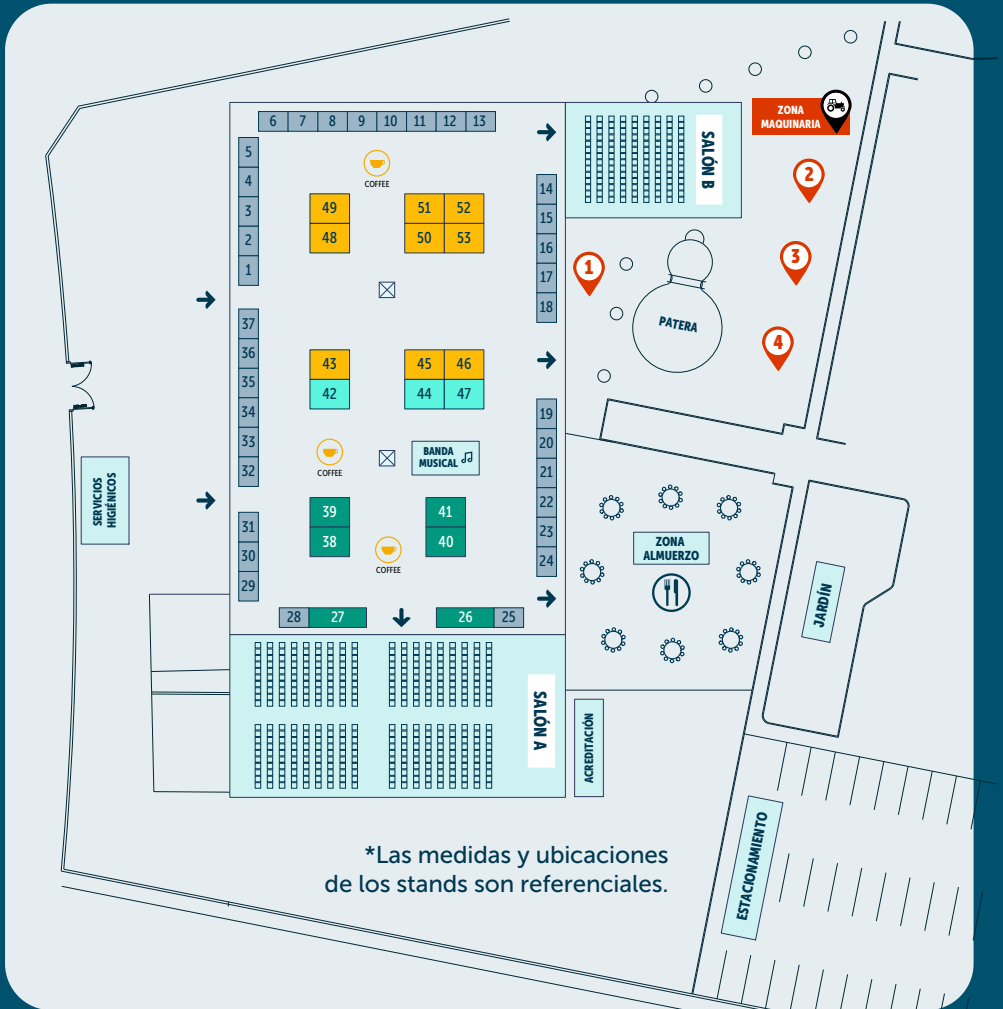 6 7 8 9 10 11 12 13
ZONA
MAQUINARIA
SALÓN B
5
4
3
2
1
COFFEE
49
48
51 52
50 53
14
15
16
17
18
1
2
3
4
PATERA
37
36
35
34
33
32
43
42
45 46
44 47
COFFEE
BANDA
MUSICAL
19
20
21
22
23
24
SERVICIOS
HIGIÉNICOS
31
30
29
39
38
41
40
COFFEE
ZONA
ALMUERZO
JARDÍN
28 27
26 25
SALÓN A
ACREDITACIÓN
ESTACIONAMIENTO
*Las medidas y ubicaciones
de los stands son referenciales.